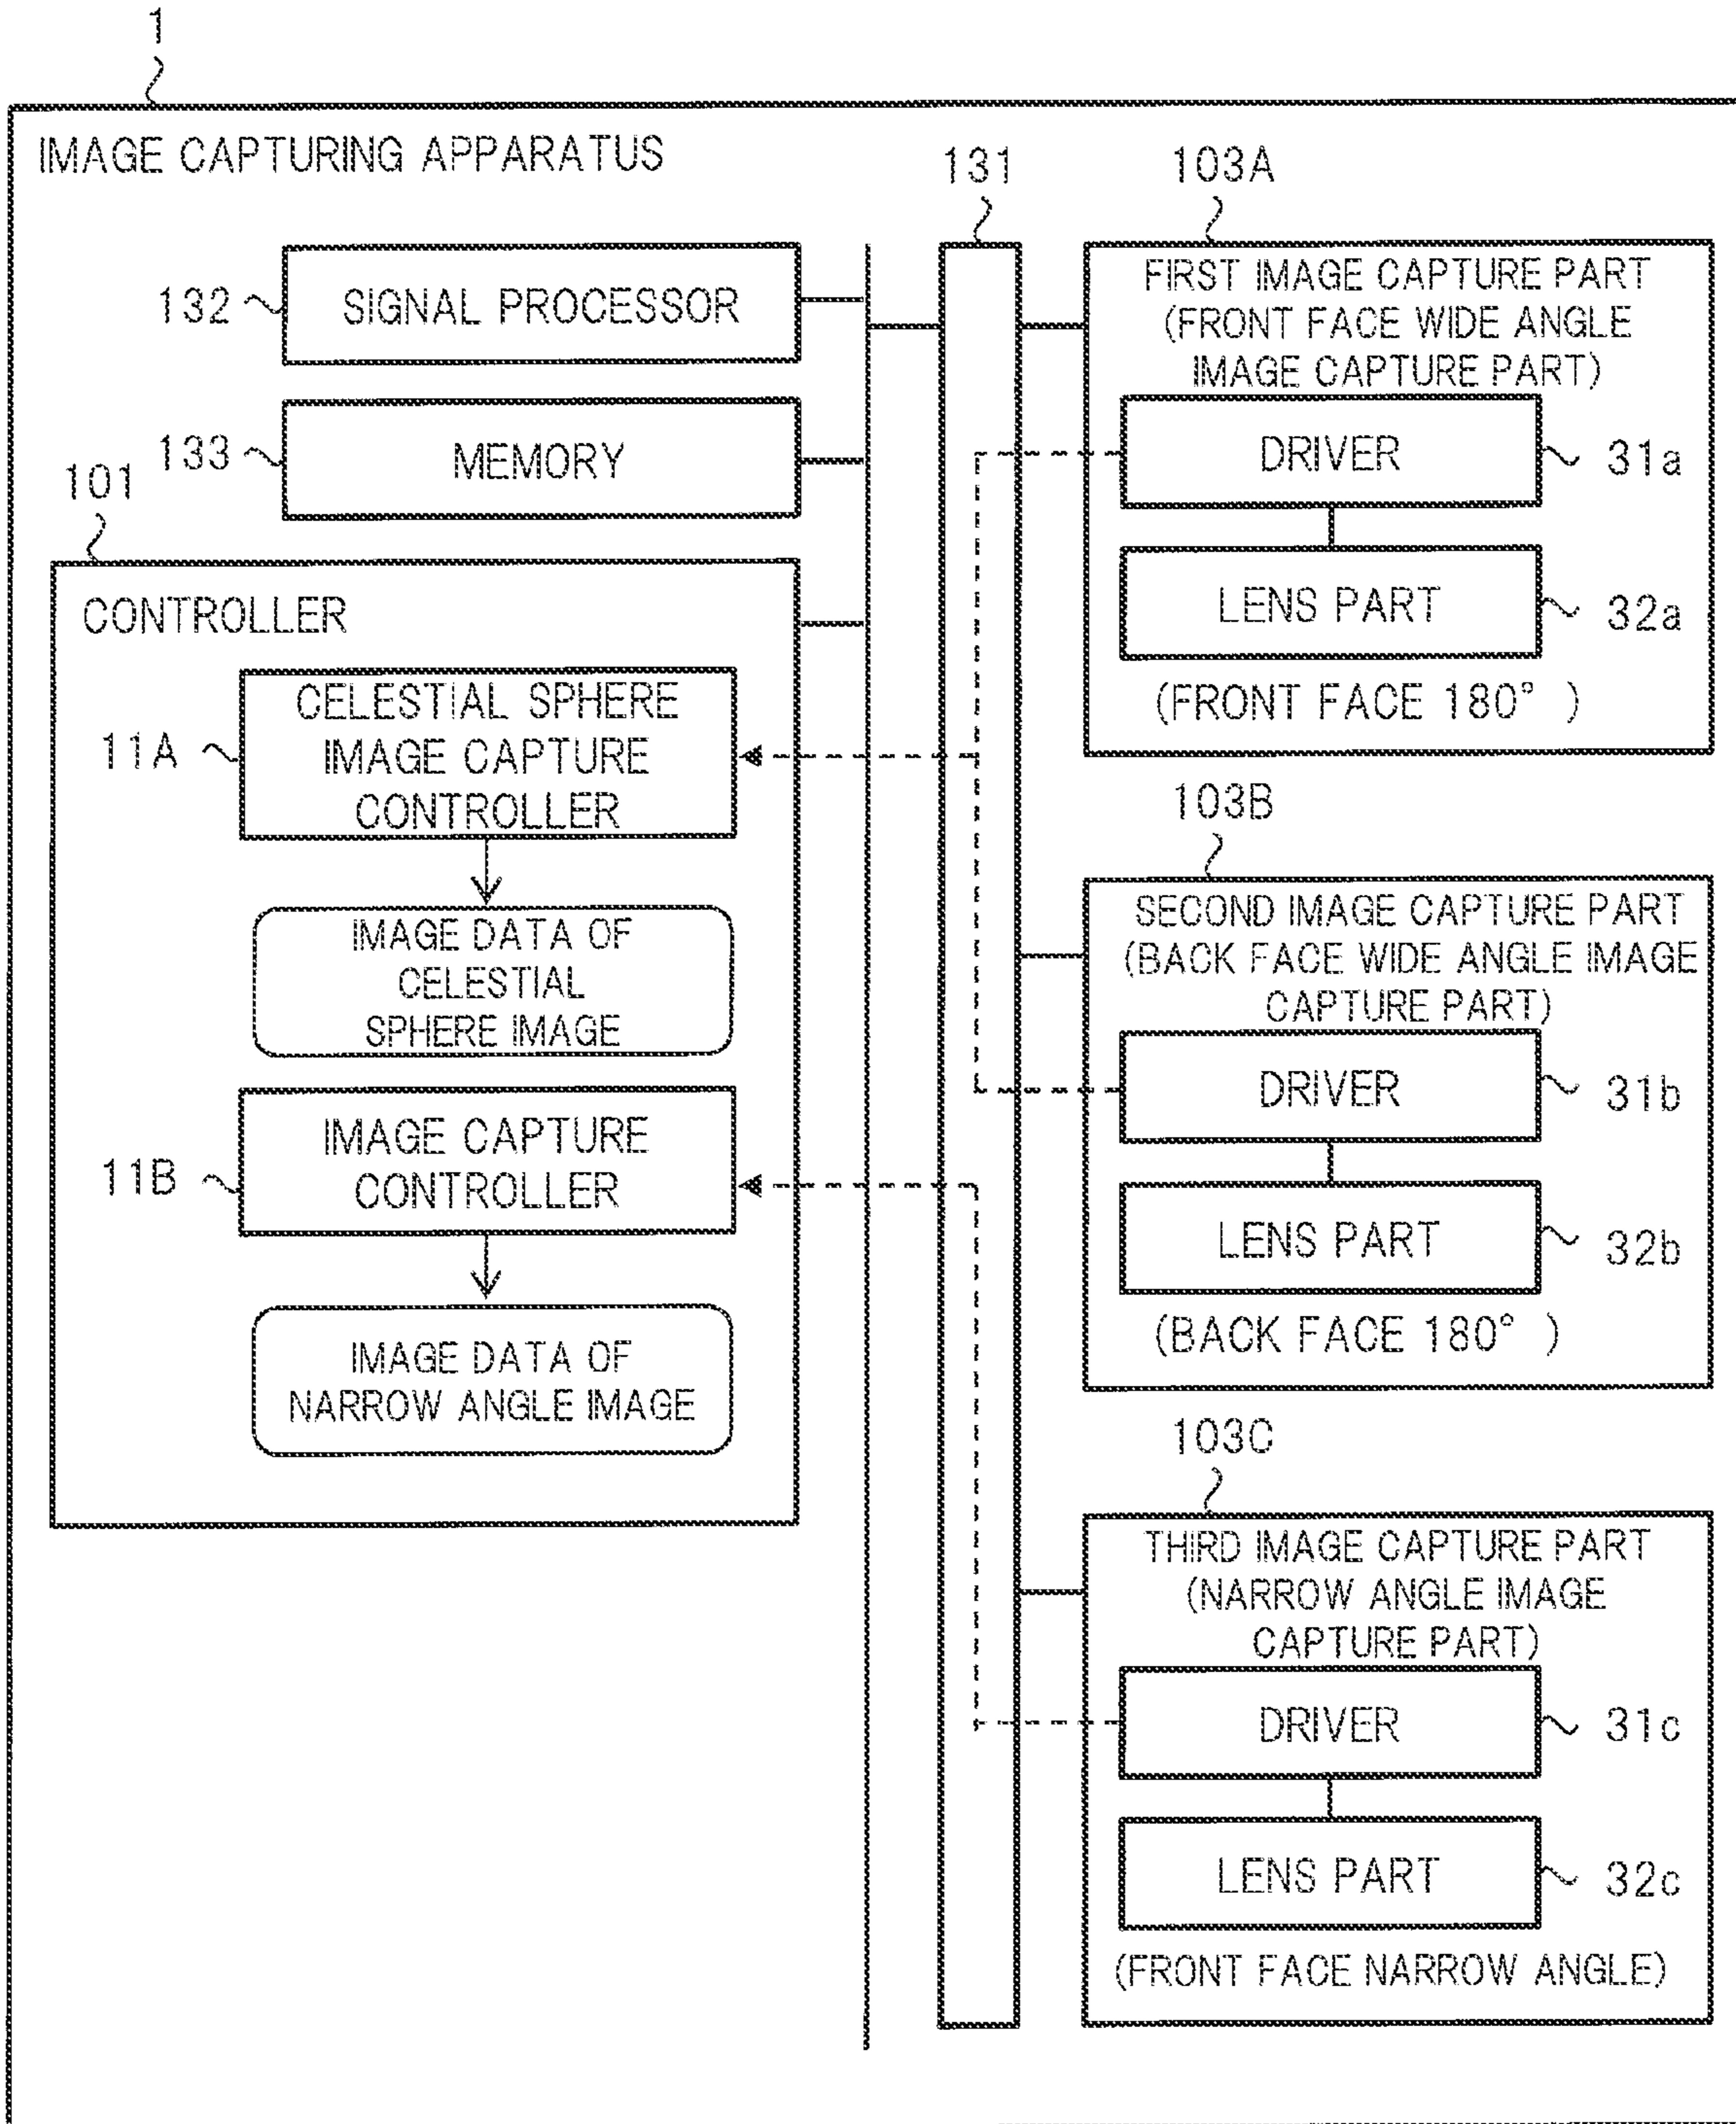 1
IMAGE CAPTURING APPARATUS
131
103A
132
SIGNAL PROCESSOR
133
MEMORY
101
CONTROLLER
11A
CELESTIAL SPHERE
IMAGE CAPTURE
CONTROLLER
IMAGE DATA OF
CELESTIAL
SPHERE IMAGE
11B
IMAGE CAPTURE
CONTROLLER
IMAGE DATA OF
NARROW ANGLE IMAGE
FIRST IMAGE CAPTURE PART
(FRONT FACE WIDE ANGLE
IMAGE CAPTURE PART)
DRIVER
31a
LENS PART
32a
(FRONT FACE 180° )
103B
SECOND IMAGE CAPTURE PART
(BACK FACE WIDE ANGLE IMAGE
CAPTURE PART)
DRIVER
31b
LENS PART
32b
(BACK FACE 180° )
103C
THIRD IMAGE CAPTURE PART
(NARROW ANGLE IMAGE
CAPTURE PART)
DRIVER
31c
LENS PART
32c
(FRONT FACE NARROW ANGLE)